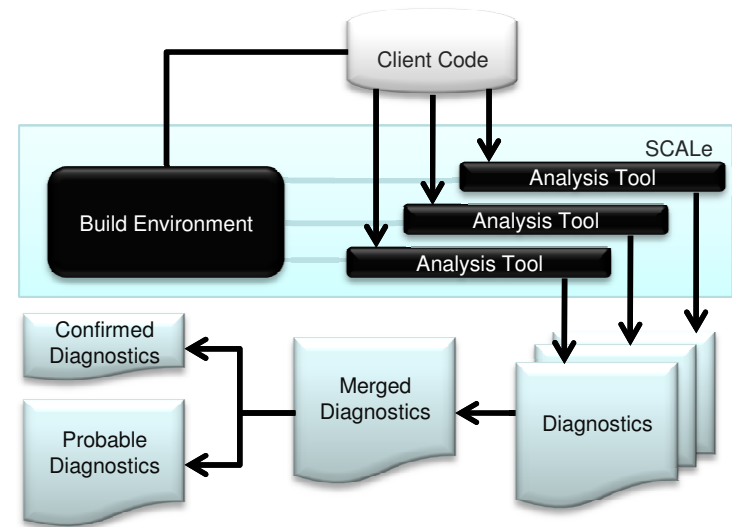 Client Code
SCALe
Analysis Tool
Build Environment
Analysis Tool
Analysis Tool
Confirmed
Diagnostics
Merged
Diagnostics
Diagnostics
Probable
Diagnostics